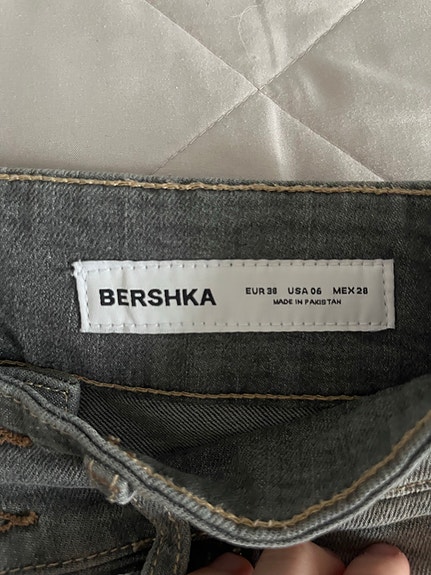 BERSHKA
EUR 38 USA 06 MEX 28
MADE IN PAKISTAN